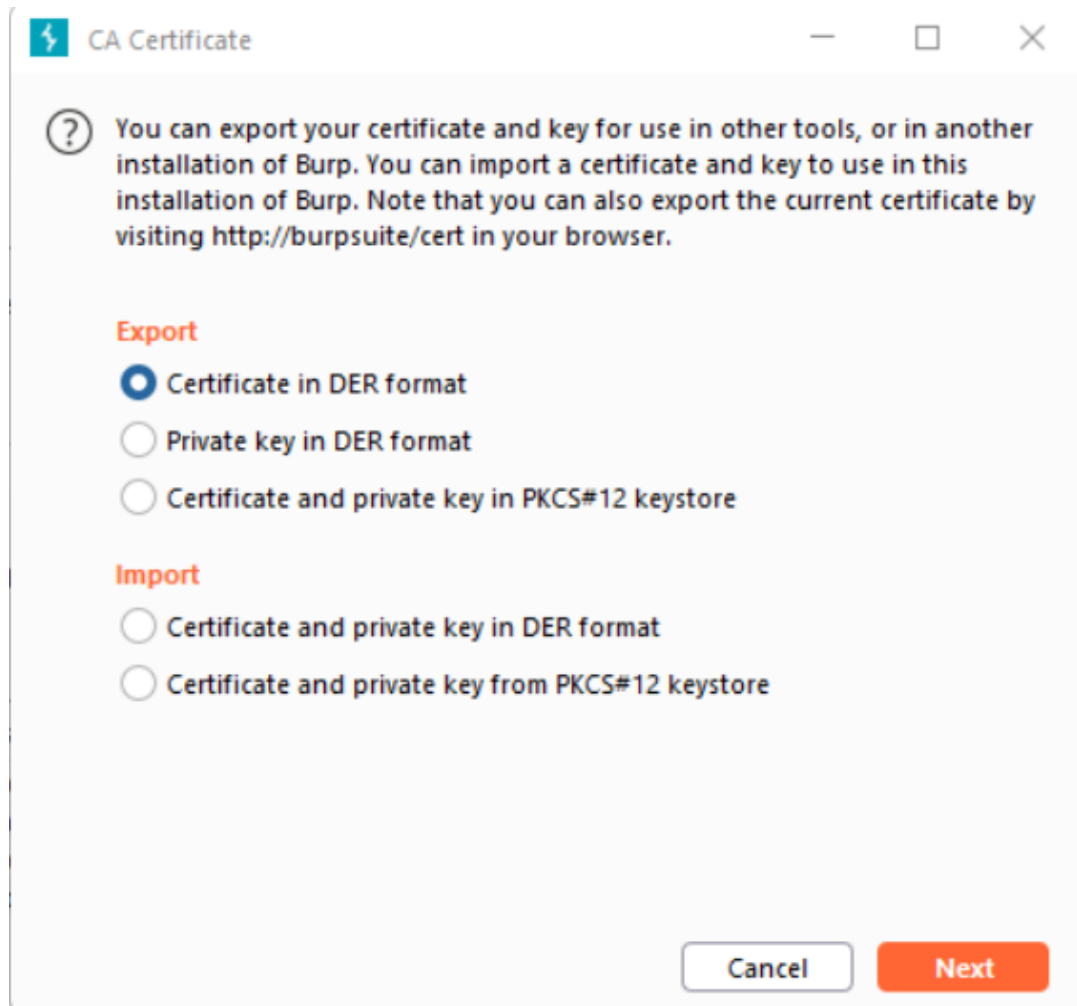 CA Certificate
You can export your certificate and key for use in other tools, or in another
installation of Burp. You can import a certificate and key to use in this
installation of Burp. Note that you can also export the current certificate by
visiting http://burpsuite/cert in your browser.
Export
Certificate in DER format
Private key in DER format
Certificate and private key in PKCS#12 keystore
Import
Certificate and private key in DER format
Certificate and private key from PKCS#12 keystore
Cancel
Next